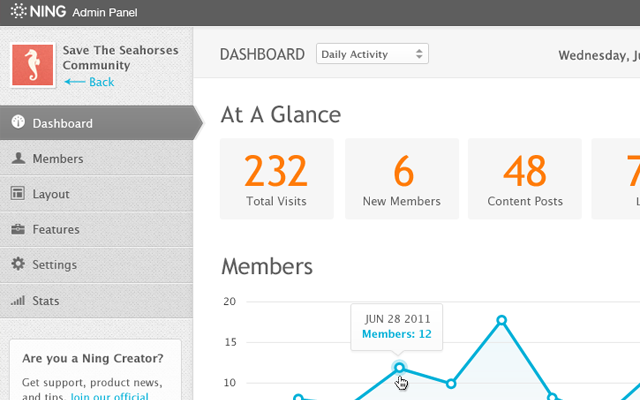 NING Admin Panel
Save The Seahorses
Community
Back
Dashboard
Members
Layout
Features
Settings
Stats
Are you a Ning Creator?
Get support, product news,
and tips. Join our official
DASHBOARD Daily Activity Wednesday,
At A Glance
232 6 48
Total Visits New Members Content Posts
Members
20
15
10
JUN 28 2011
Members: 12